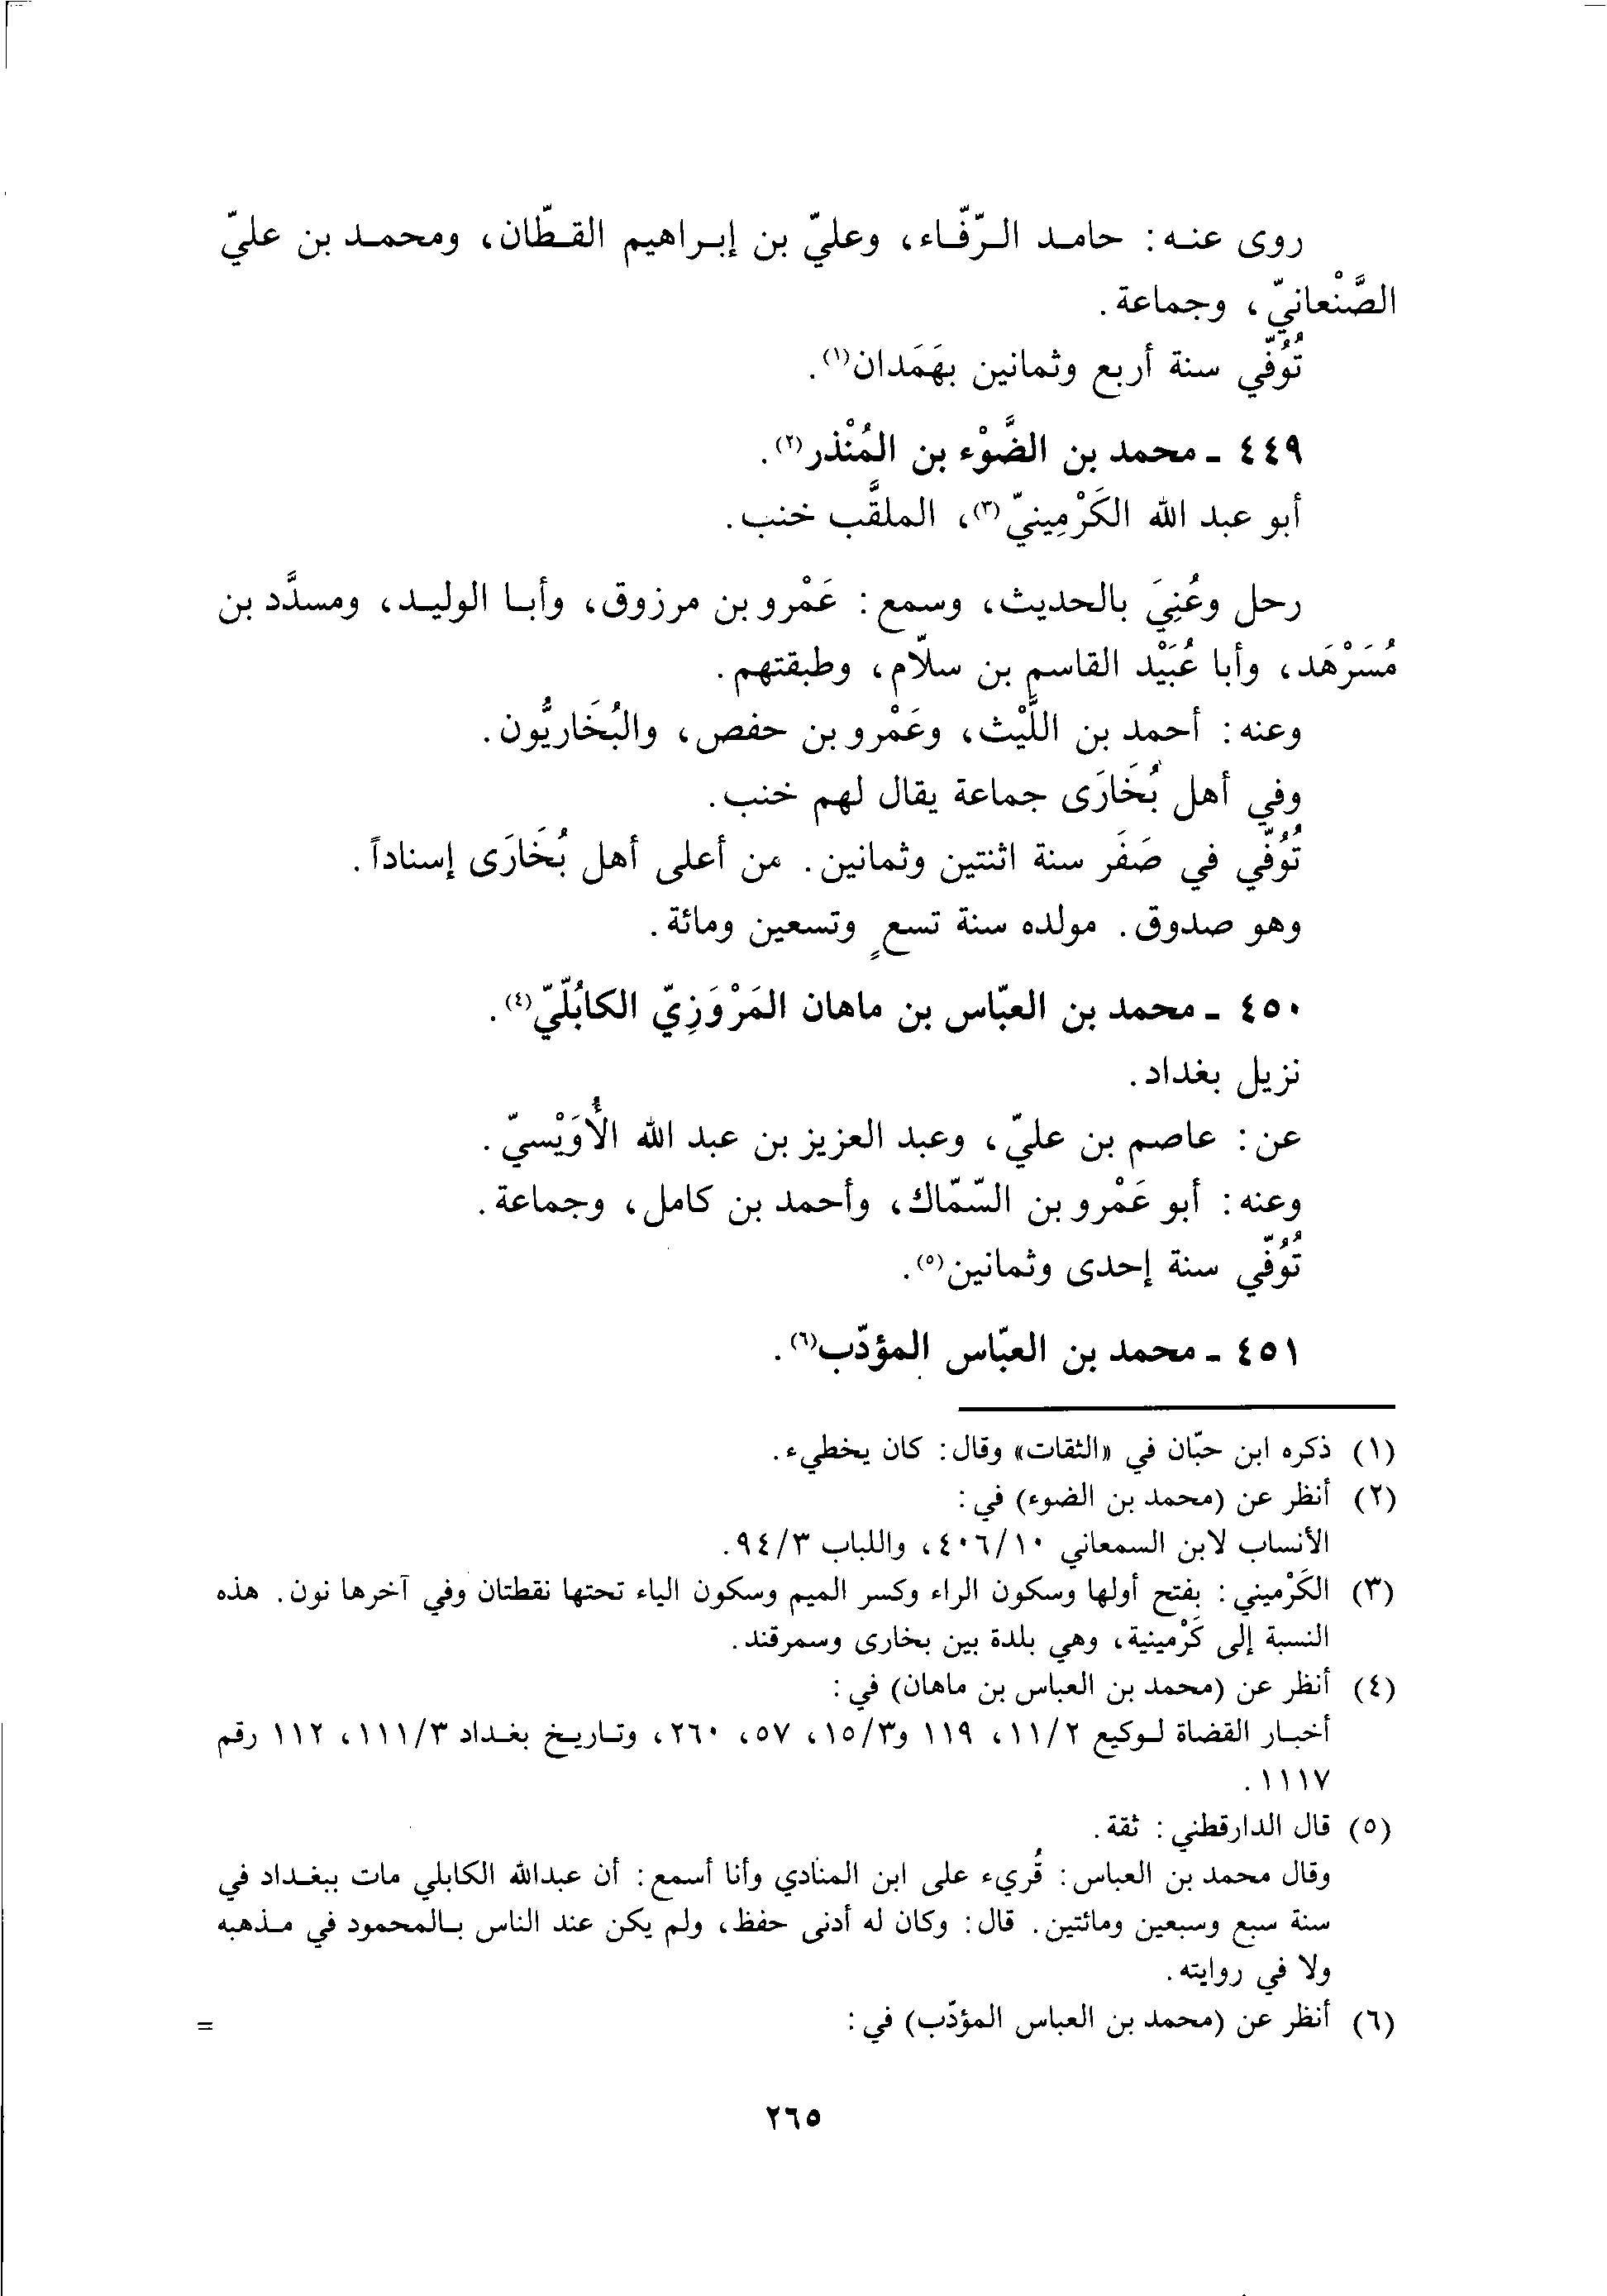 روى عنه: حامد الرّفّاء، وعليّ بن إبراهيم القطّان، ومحمد بن عليّ
الصَّنْعانيّ، وجماعة.
تُوُفّي سنة أربع وثمانين بهَمَدان(١).
٤٤٩ ـ محمد بن الضَّوْء بن المُنْذر(٢).
أبو عبد الله الكَرْمِينيّ(٣)، الملقَّب خنب.
رحل وعُنِيَ بالحديث، وسمع: عَمْرو بن مرزوق، وأبا الوليد، ومسدَّد بن
مُسَرْهَد، وأبا عُبَيْد القاسم بن سلّام، وطبقتهم.
وعنه: أحمد بن اللَّيْث، وعَمْرو بن حفص، والبُخَاريُّون.
وفي أهل بُخَارَى جماعة يقال لهم خنب.
تُوُفّي في صَفَر سنة اثنتين وثمانين. من أعلى أهل بُخَارَى إسناداً.
وهو صدوق. مولده سنة تسعٍ وتسعين ومائة.
٤٥٠ ـ محمد بن العبّاس بن ماهان المَرْوَزِيّ الكابُلّيّ(٤).
نزيل بغداد.
عن: عاصم بن عليّ، وعبد العزيز بن عبد الله الأُوَيْسيّ.
وعنه: أبو عَمْرو بن السّمّاك، وأحمد بن كامل، وجماعة.
تُوُفّي سنة إحدى وثمانين(٥).
٤٥١ ـ محمد بن العبّاس المؤدّب(٦).
(١) ذكره ابن حبّان في «الثقات» وقال: كان يخطيء.
(٢) أنظر عن (محمد بن الضوء) في:
الأنساب لابن السمعاني ٤٠٦/١٠، واللباب ٩٤/٣.
(٣) الكَرْميني: بفتح أولها وسكون الراء وكسر الميم وسكون الياء تحتها نقطتان وفي آخرها نون. هذه
النسبة إلى كَرْمينية، وهي بلدة بين بخارى وسمرقند.
(٤) أنظر عن (محمد بن العباس بن ماهان) في:
أخبار القضاة لوكيع ١١/٢، ١١٩ و١٥/٣، ٥٧، ٢٦٠، وتاريخ بغداد ١١١/٣، ١١٢ رقم
١١١٧.
(٥) قال الدارقطني: ثقة.
وقال محمد بن العباس: قُريء على ابن المنادي وأنا أسمع: أن عبدالله الكابلي مات ببغداد في
سنة سبع وسبعين ومائتين. قال: وكان له أدنى حفظ، ولم يكن عند الناس بالمحمود في مذهبه
ولا في روايته.
(٦) أنظر عن (محمد بن العباس المؤدّب) في: =
٢٦٥